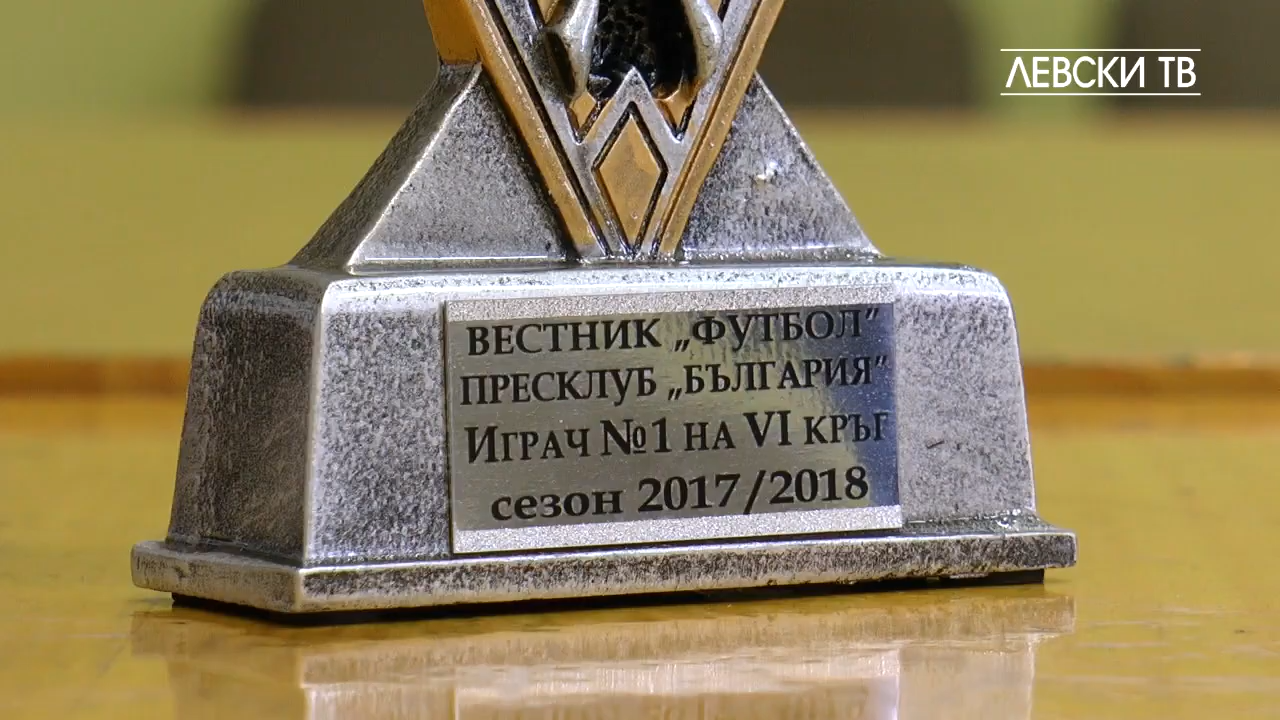 ЛЕВСКИ ТВ
ВЕСТНИК „ФУТБОЛ”
ПРЕСКЛУБ „БЪЛГАРИЯ”
ИГРАЧ №1 НА VI КРЪГ
сезон 2017/2018